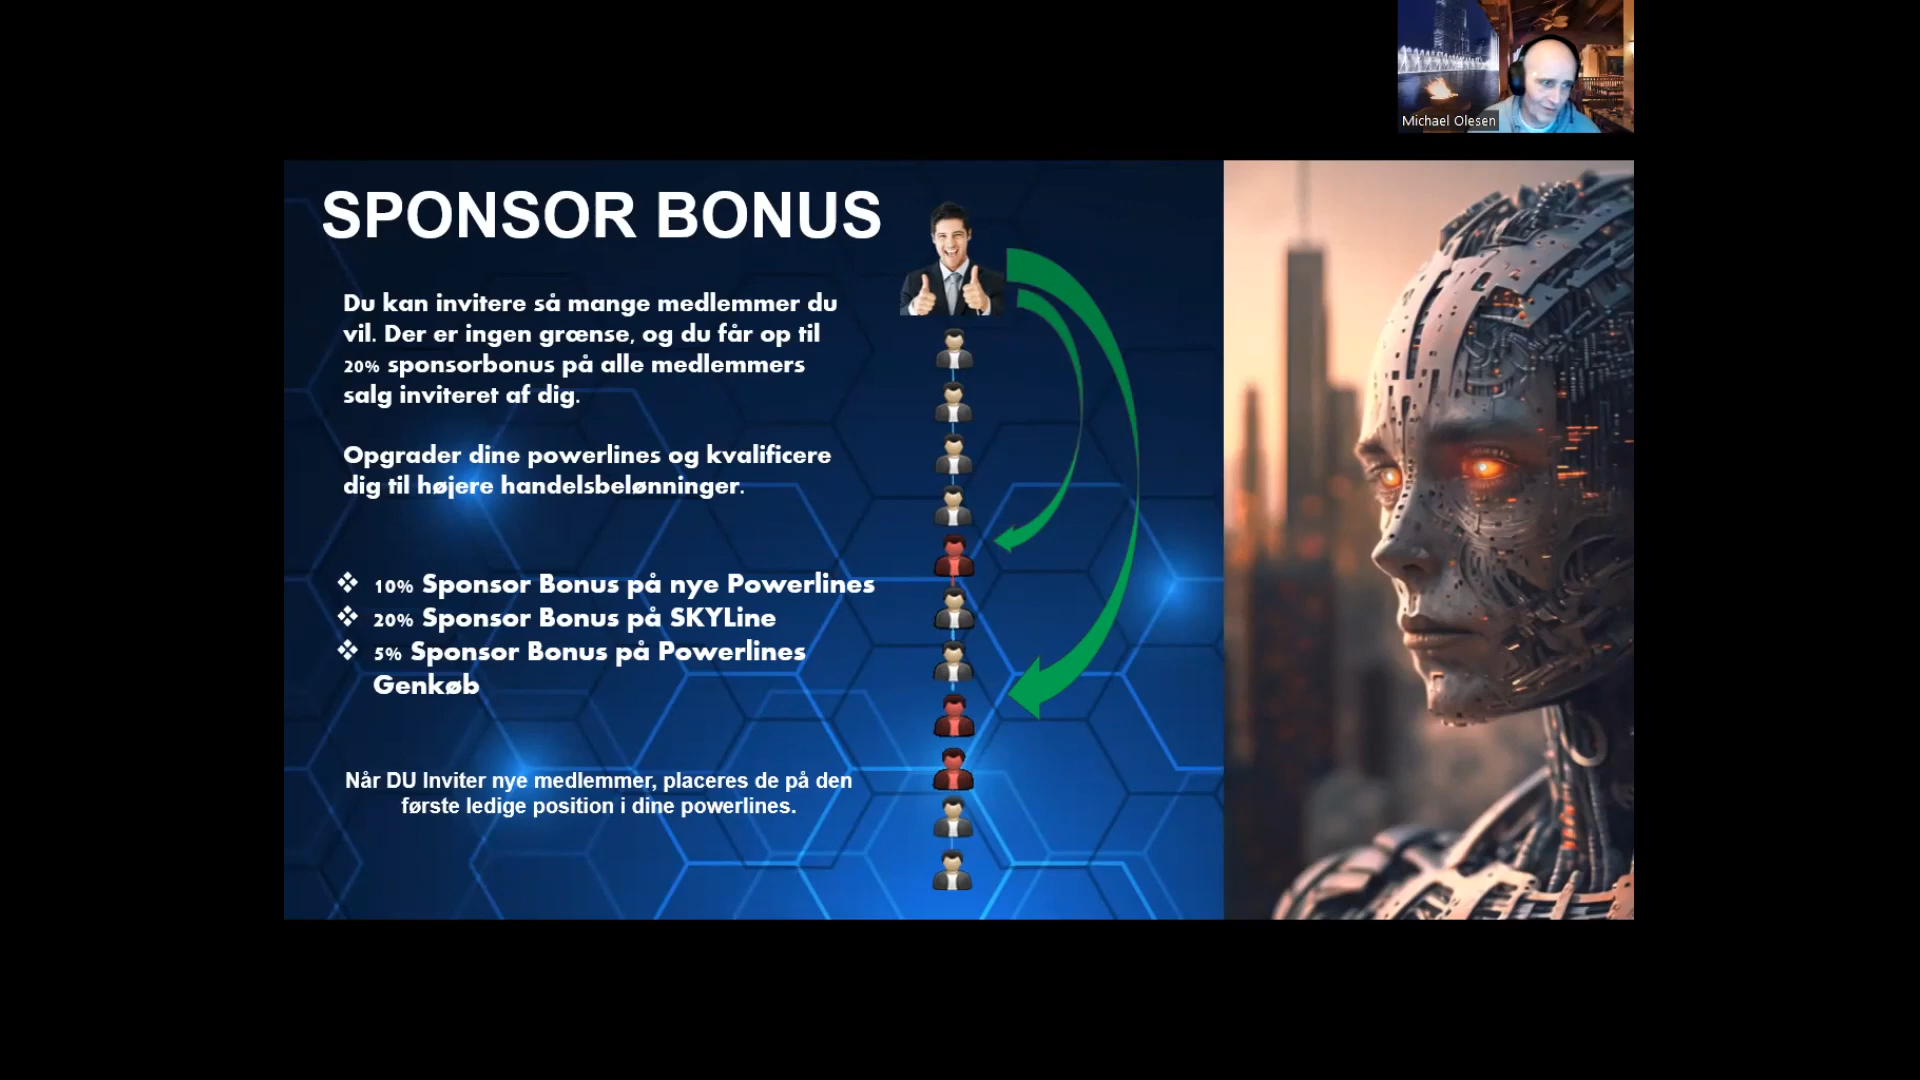 Michael Olesen
SPONSOR BONUS
Du kan invitere så mange medlemmer du
vil. Der er ingen grænse, og du får op til
20% sponsorbonus på alle medlemmers
salg inviteret af dig.
Opgrader dine powerlines og kvalificere
dig til højere handelsbelønninger.
❖ 10% Sponsor Bonus på nye Powerlines
❖ 20% Sponsor Bonus på SKYLine
❖ 5% Sponsor Bonus på Powerlines
Genkøb
Når DU Inviter nye medlemmer, placeres de på den
første ledige position i dine powerlines.